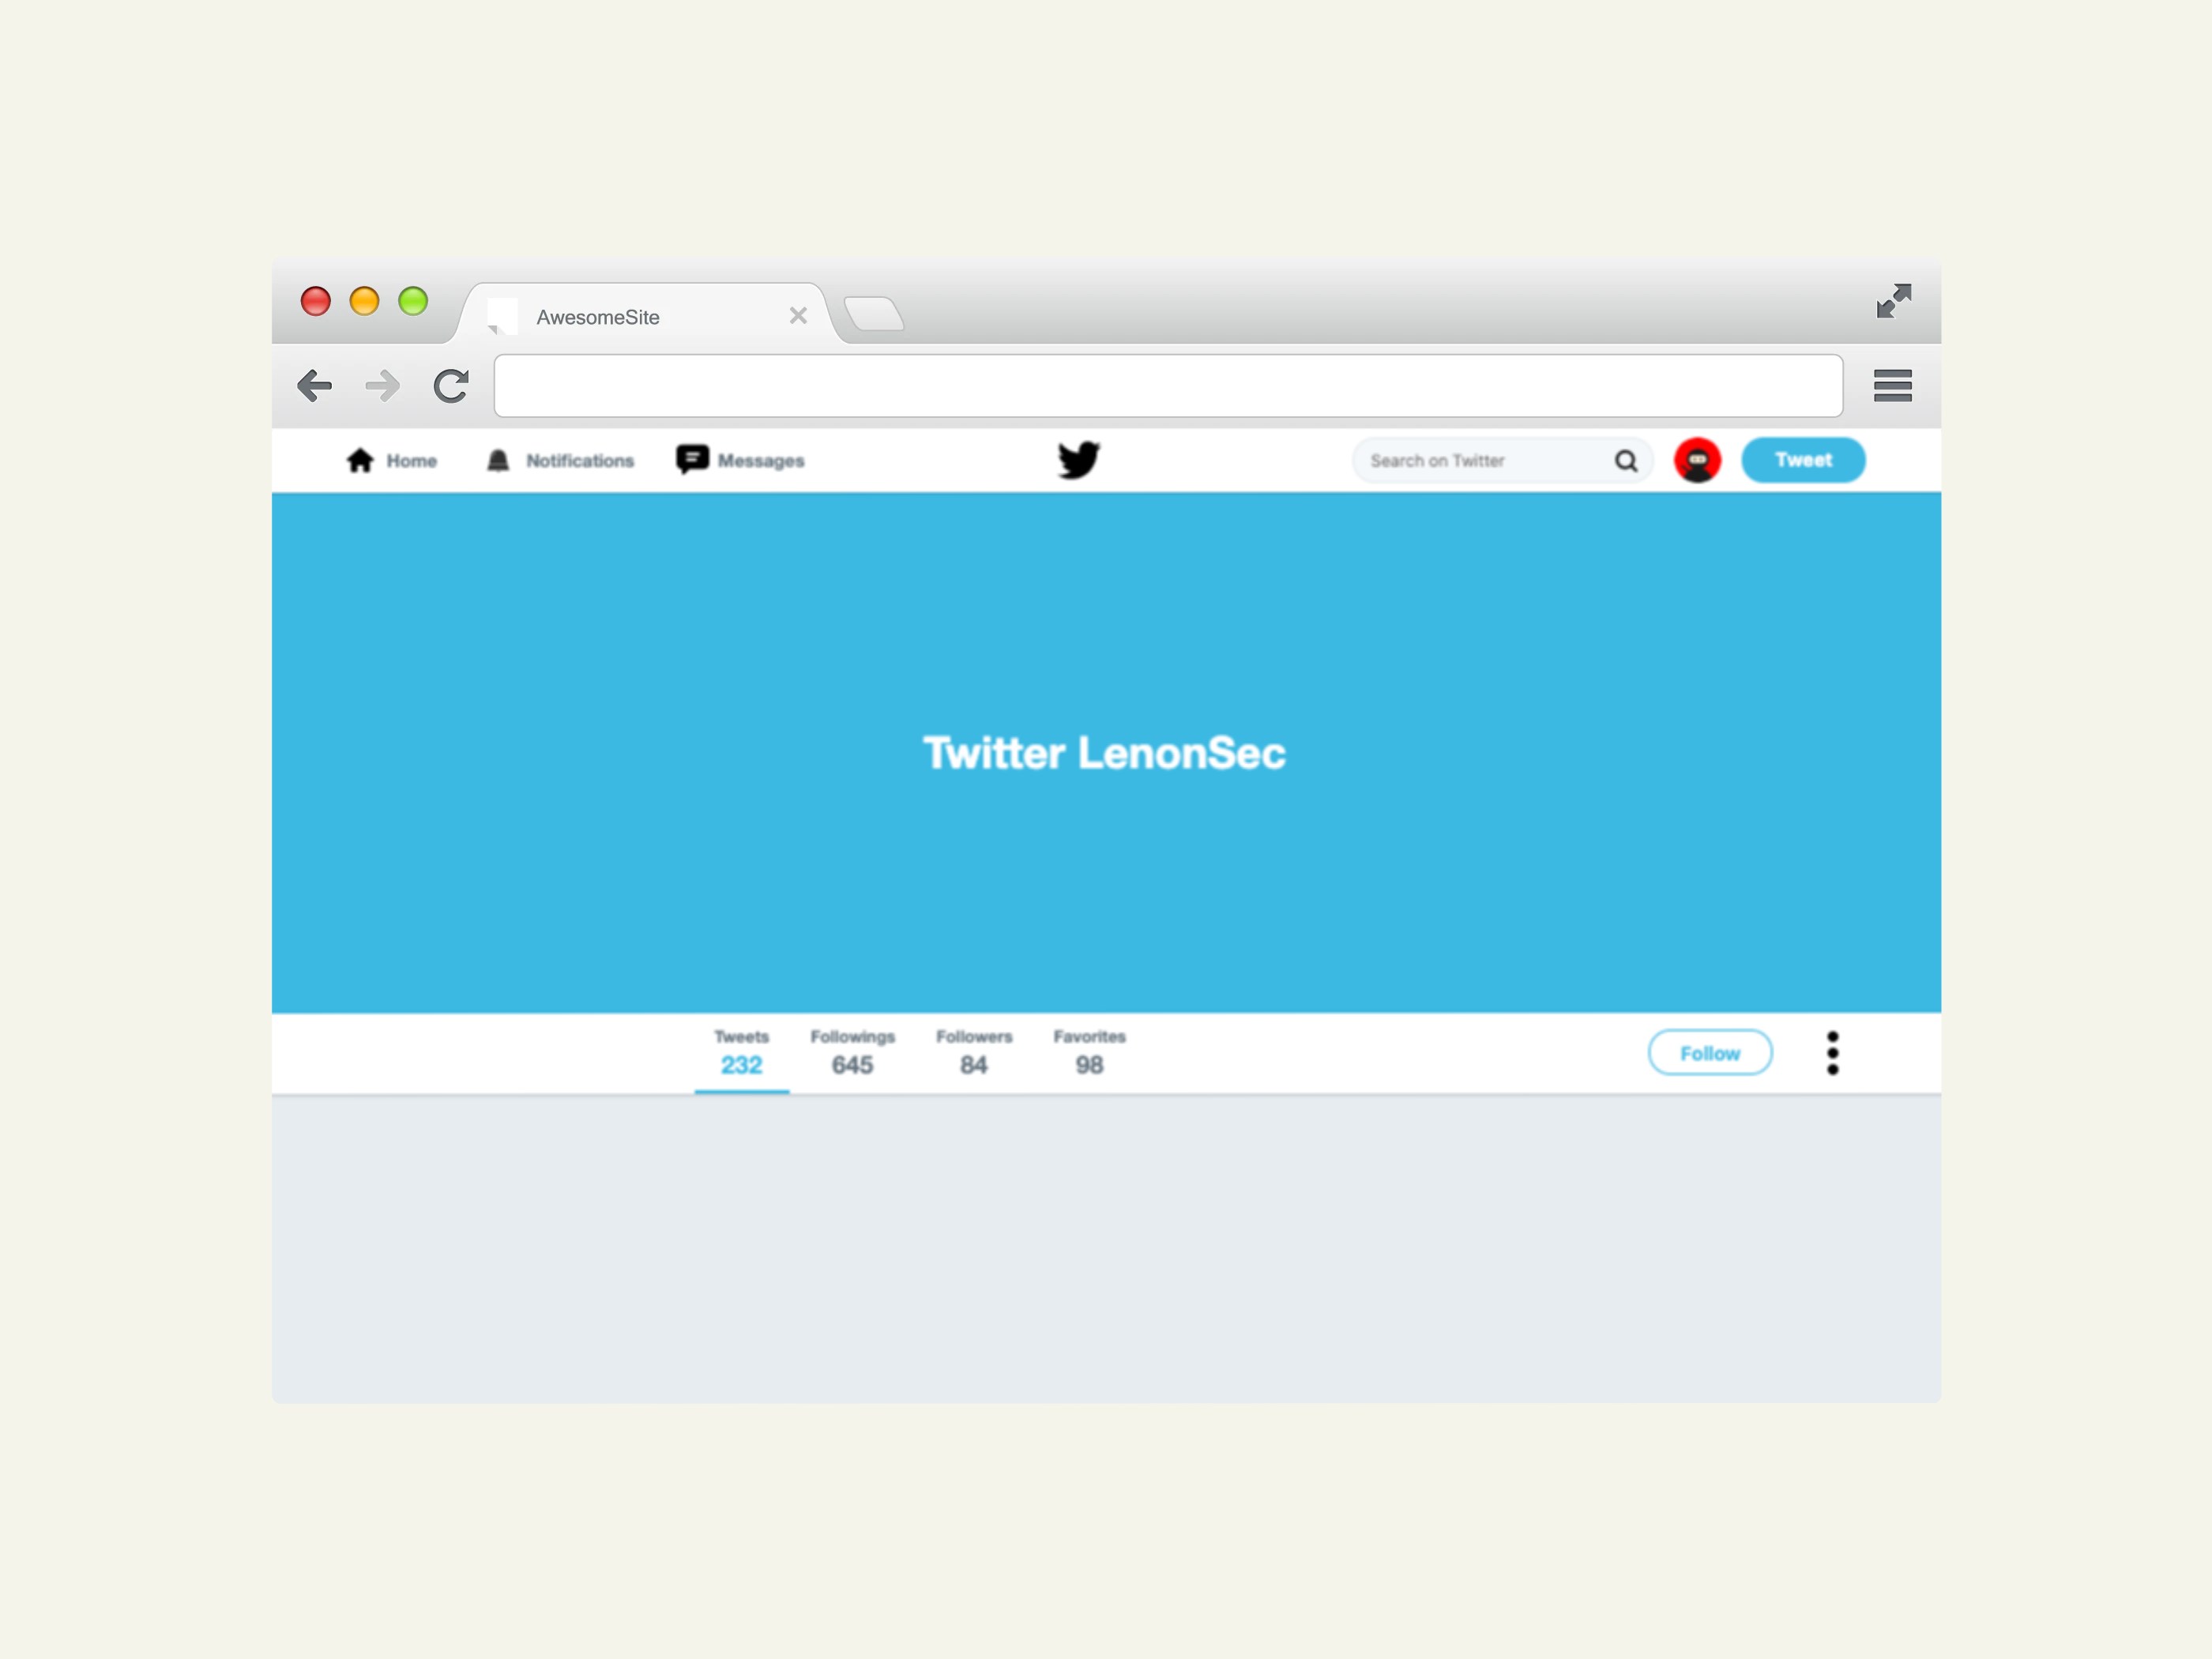 AwesomeSite
Home Notifications Messages Search on Twitter Tweet
Twitter LenonSec
Tweets Followings Followers Favorites
232 645 84 98
Follow